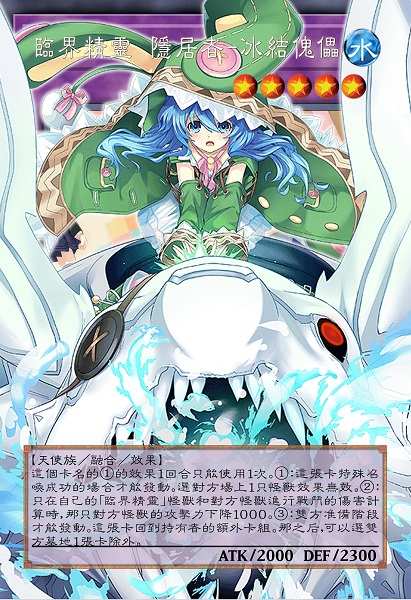 臨界精靈 隱居者-冰結傀儡 水
【天使族／融合／效果】
這個卡名的①的效果1回合只能使用1次。①:這張卡特殊召
喚成功的場合才能發動。選對方場上1只怪獸效果無效。②:
只在自己的「臨界精靈」怪獸和對方怪獸進行戰鬥的傷害計
算時,那只對方怪獸的攻擊力下降1000。③:雙方准備階段
才能發動。這張卡回到持有者的額外卡組。那之后,可以選雙
方墓地1張卡除外。
ATK/2000 DEF/2300